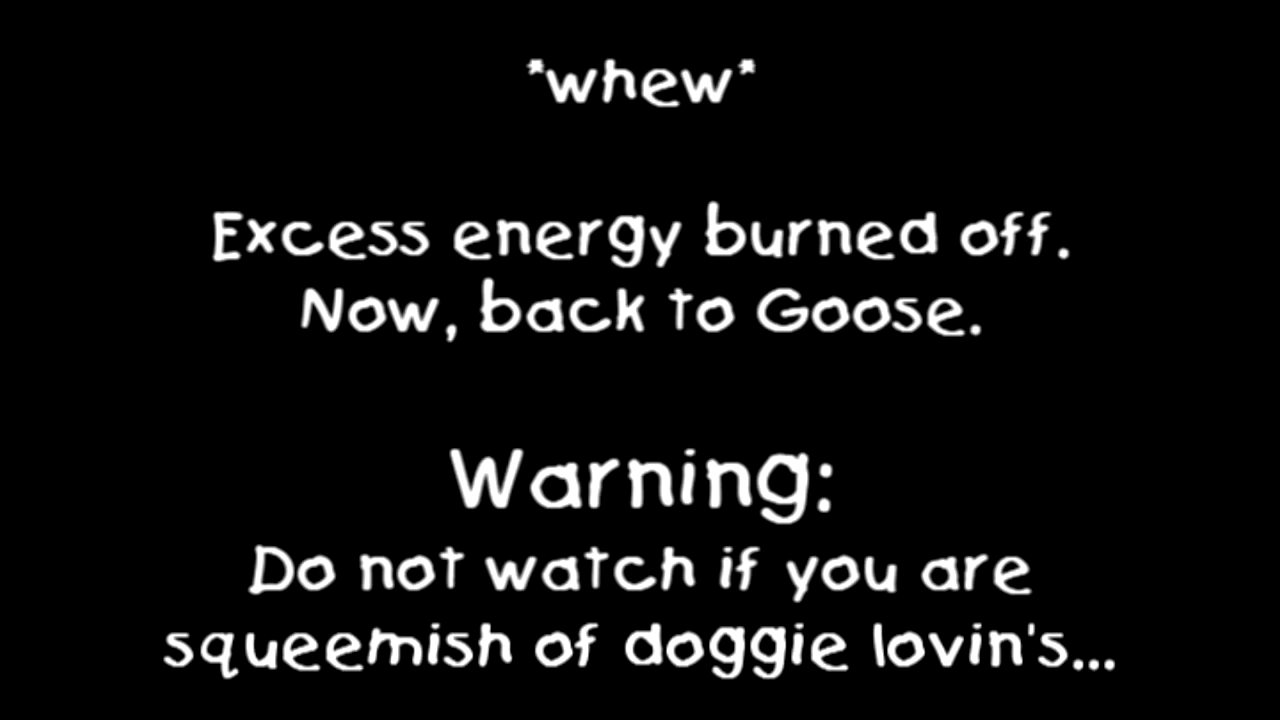 *whew*
Excess energy burned off.
Now, back to Goose.
Warning:
Do not watch if you are
squeemish of doggie lovin's...